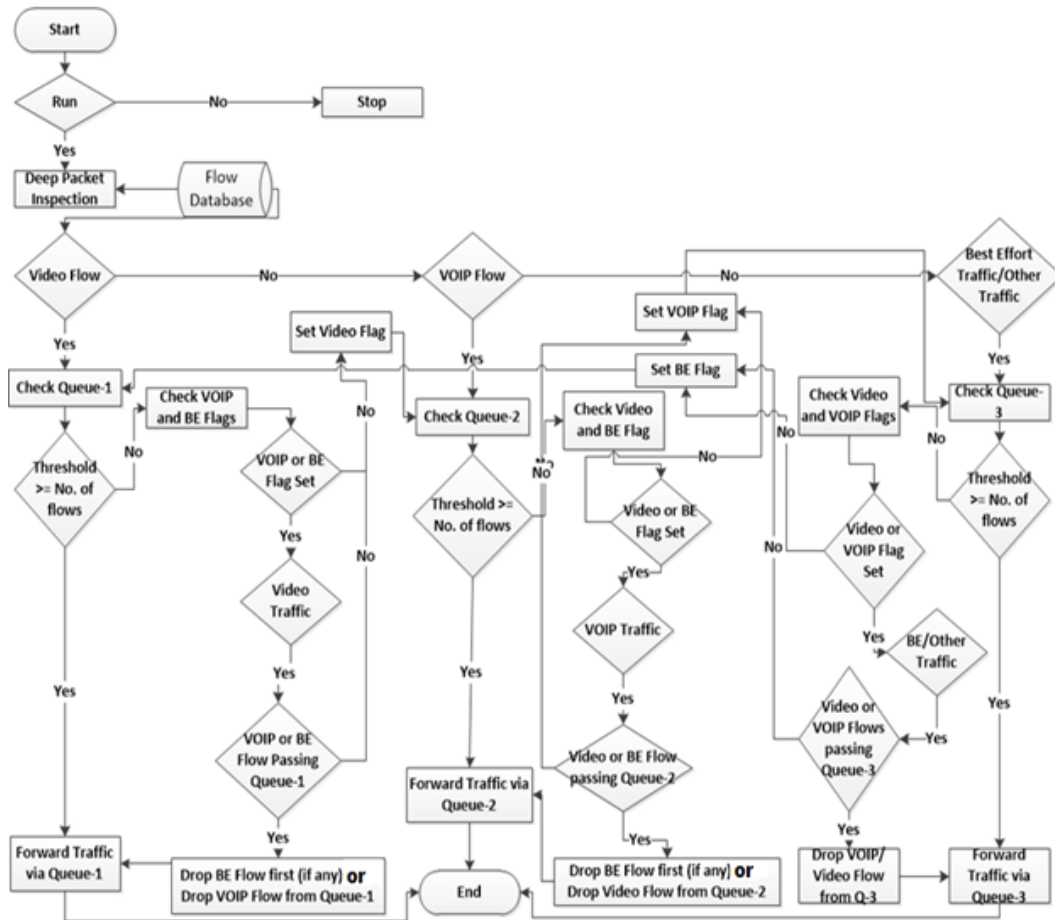 Start
Run
No
Stop
Yes
Deep Packet
Inspection
Flow
Database
Video Flow
No
VOIP Flow
No
Best Effort
Traffic/Other
Traffic
Set VOIP Flag
Set Video Flag
Yes
Yes
Yes
Set BE Flag
Check Queue-1
Check VOIP
and BE Flags
No
Check Queue-2
Check Video
and BE Flag
Check Video
and VOIP Flags
Check Queue-
3
No
No
No
No
No
Threshold
>= No. of
flows
VOIP or BE
Flag Set
Threshold >=
No. of flows
Video or BE
Flag Set
Video or
VOIP Flag
Set
Threshold
>= No. of
flows
Yes
No
Yes
No
Video
Traffic
VOIP Traffic
Yes
BE/Other
Traffic
Yes
Yes
Yes
Yes
Yes
Yes
VOIP or BE
Flow Passing
Queue-1
Video or BE Flow
passing Queue-2
Video or
VOIP Flows
passing
Queue-3
Forward Traffic via
Queue-2
Yes
Yes
Yes
Forward Traffic
via Queue-1
Drop BE Flow first (if any) or
Drop VOIP Flow from Queue-1
End
Drop BE Flow first (if any) or
Drop Video Flow from Queue-2
Drop VOIP/
Video Flow
from Q-3
Forward
Traffic via
Queue-3